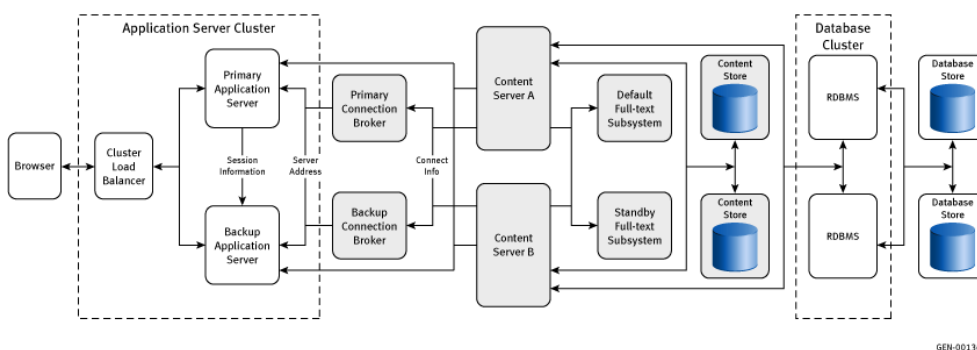 Application Server Cluster
Database
Cluster
Primary
Application
Server
Primary
Connection
Broker
Content
Server A
Default
Full-text
Subsystem
Content
Store
RDBMS
Database
Store
Browser
Cluster
Load
Balancer
Session
Information
Server
Address
Connect
Info
Backup
Application
Server
Backup
Connection
Broker
Content
Server B
Standby
Full-text
Subsystem
Content
Store
RDBMS
Database
Store